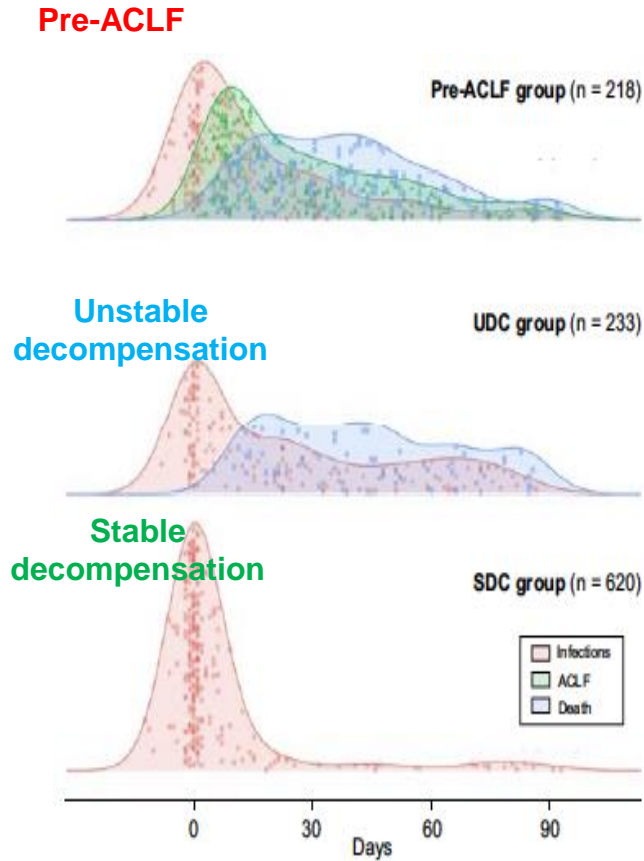 Pre-ACLF
Pre-ACLF group (n = 218)
Unstable
decompensation
UDC group (n = 233)
Stable
decompensation
SDC group (n = 620)
Infections
ACLF
Death
0 30 60 90
Days